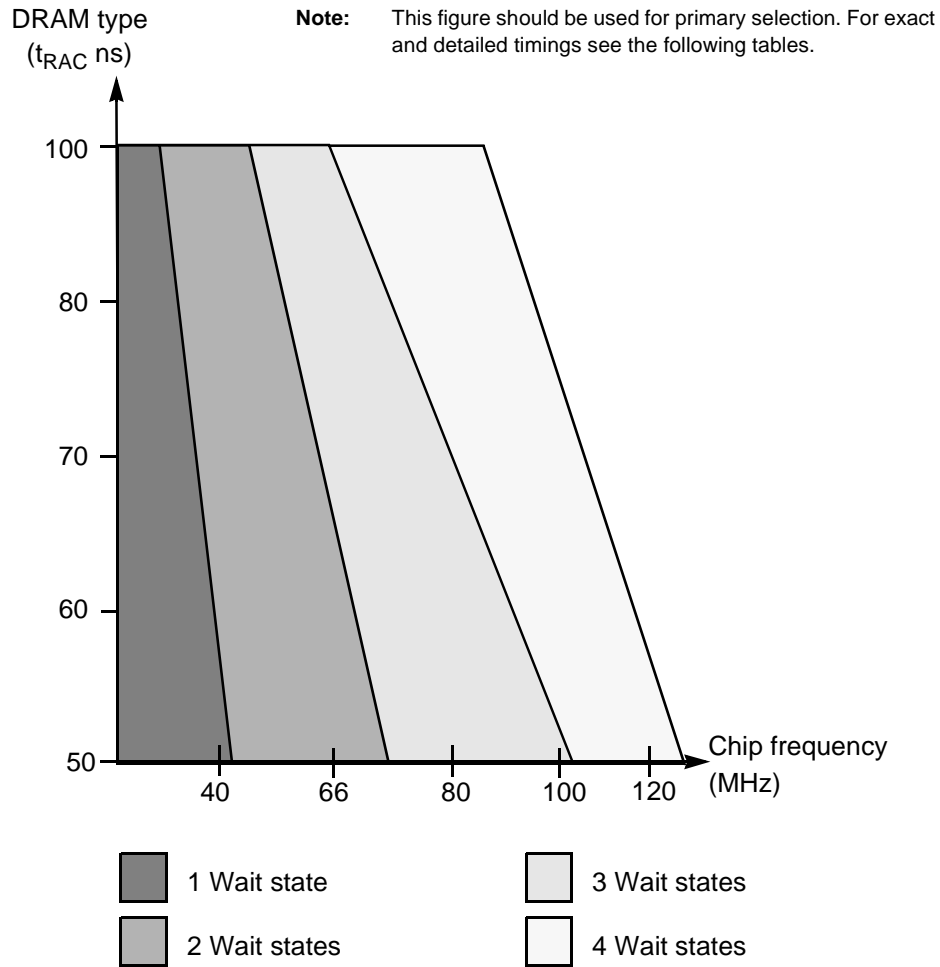 DRAM type
(tRAC ns)
Note: This figure should be used for primary selection. For exact
and detailed timings see the following tables.
100
80
70
60
50
40 66 80 100 120
Chip frequency
(MHz)
1 Wait state
2 Wait states
3 Wait states
4 Wait states